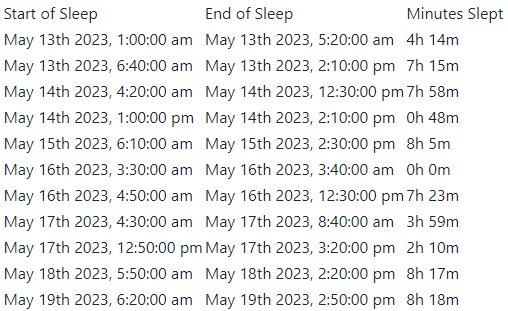 Start of Sleep End of Sleep Minutes Slept
May 13th 2023, 1:00:00 am May 13th 2023, 5:20:00 am 4h 14m
May 13th 2023, 6:40:00 am May 13th 2023, 2:10:00 pm 7h 15m
May 14th 2023, 4:20:00 am May 14th 2023, 12:30:00 pm 7h 58m
May 14th 2023, 1:00:00 pm May 14th 2023, 2:10:00 pm 0h 48m
May 15th 2023, 6:10:00 am May 15th 2023, 2:30:00 pm 8h 5m
May 16th 2023, 3:30:00 am May 16th 2023, 3:40:00 am 0h 0m
May 16th 2023, 4:50:00 am May 16th 2023, 12:30:00 pm 7h 23m
May 17th 2023, 4:30:00 am May 17th 2023, 8:40:00 am 3h 59m
May 17th 2023, 12:50:00 pm May 17th 2023, 3:20:00 pm 2h 10m
May 18th 2023, 5:50:00 am May 18th 2023, 2:20:00 pm 8h 17m
May 19th 2023, 6:20:00 am May 19th 2023, 2:50:00 pm 8h 18m